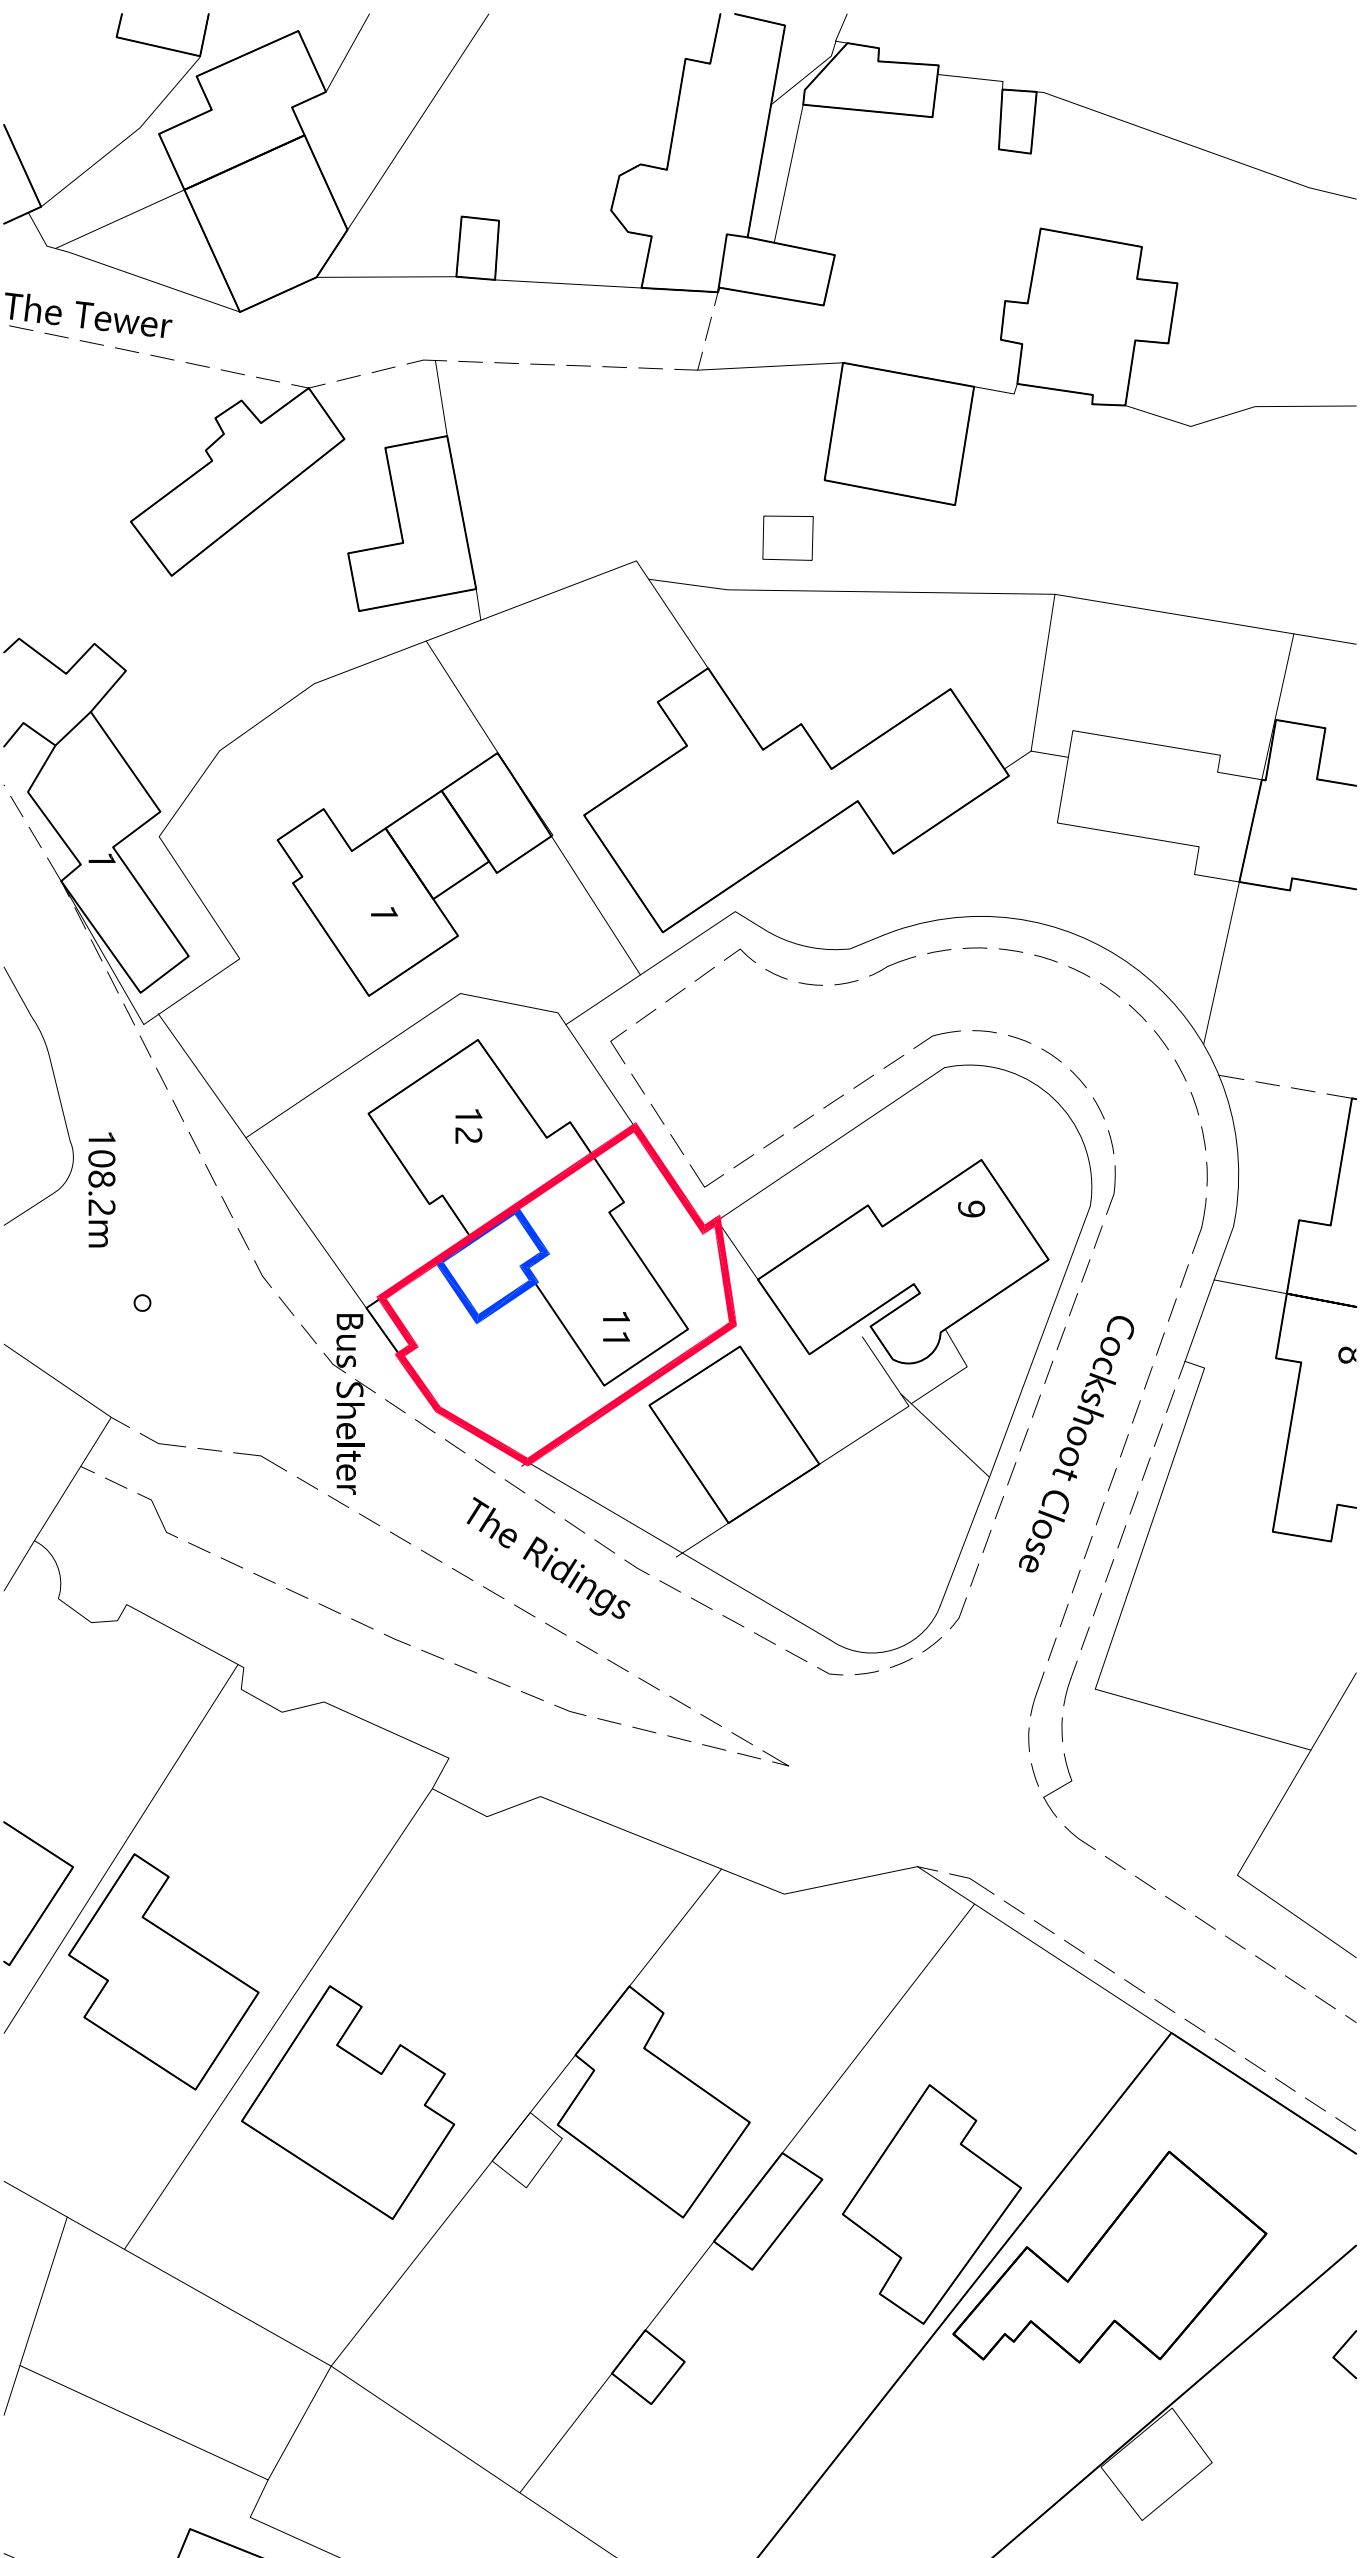 The Tewer
1
1
12
108.2m
9
11
Bus Shelter
Cockshoot Close
8
The Ridings